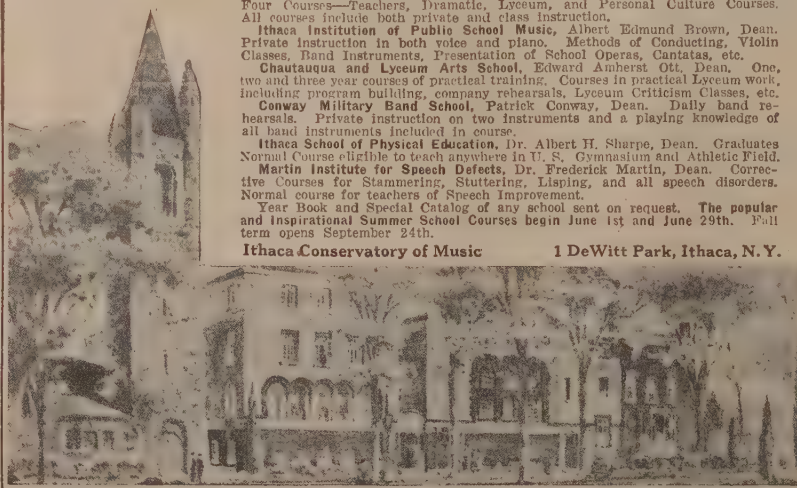 Four Courses—Teachers, Dramatic, Lyceum, and Personal Culture Courses.
All courses include both private and class instruction.
Ithaca Institution of Public School Music, Albert Edmund Brown, Dean.
Private instruction in both voice and piano. Methods of Conducting, Violin
Classes, Band Instruments, Presentation of School Operas, Cantatas, etc.
Chautauqua and Lyceum Arts School, Edward Amherst Ott, Dean. One,
two and three year courses of practical training. Courses in practical Lyceum work,
including program building, company rehearsals, Lyceum Criticism Classes, etc.
Conway Military Band School, Patrick Conway, Dean. Daily band re-
hearsals. Private instruction on two instruments and a playing knowledge of
all band instruments included in course.
Ithaca School of Physical Education, Dr. Albert H. Sharpe, Dean. Graduates
Normal Course eligible to teach anywhere in U. S. Gymnasium and Athletic Field.
Martin Institute for Speech Defects, Dr. Frederick Martin, Dean. Correc-
tive Courses for Stammering, Stuttering, Lisping, and all speech disorders.
Normal course for teachers of Speech Improvement.
Year Book and Special Catalog of any school sent on request. The popular
and Inspirational Summer School Courses begin June 1st and June 29th. Fall
term opens September 24th.
Ithaca Conservatory of Music 1 DeWitt Park, Ithaca, N. Y.